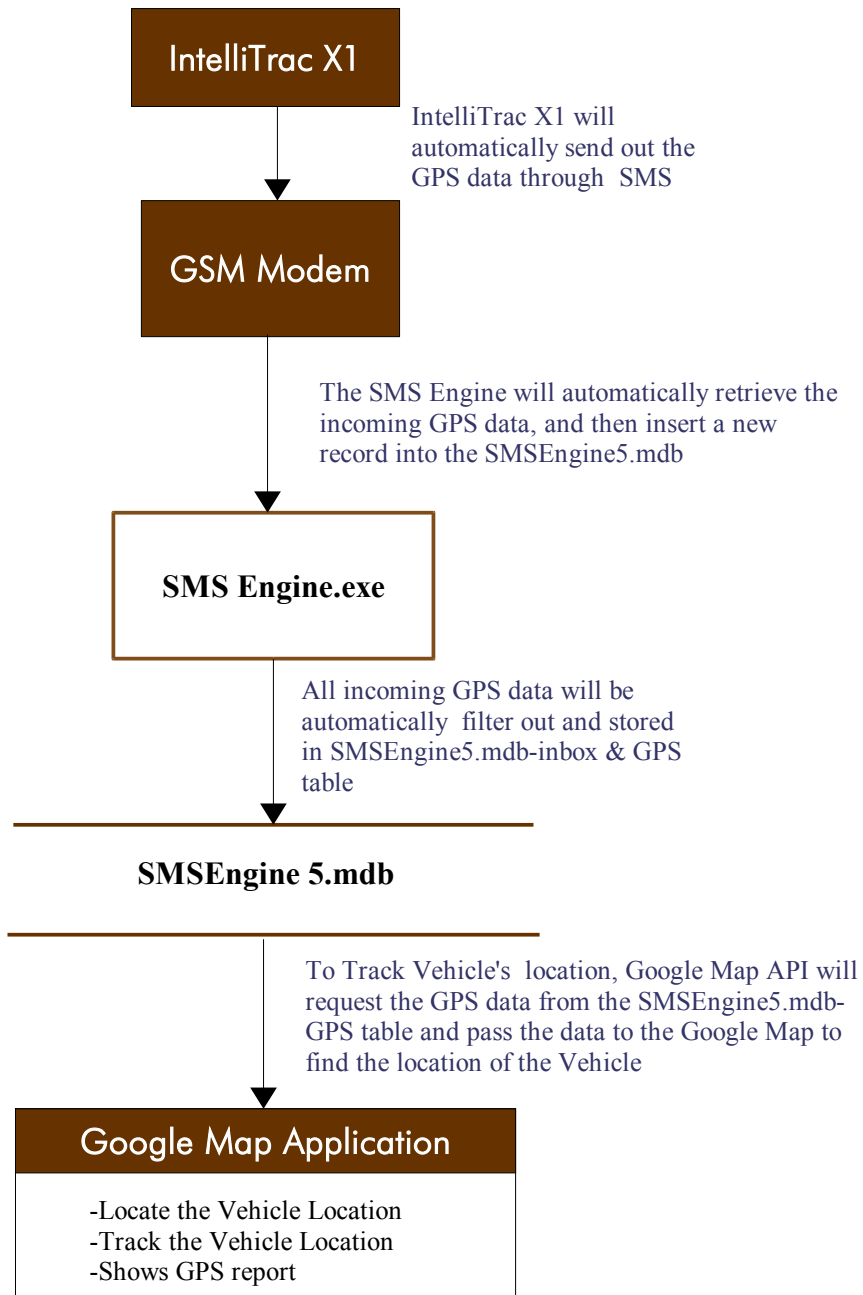 IntelliTrac X1
IntelliTrac X1 will
automatically send out the
GPS data through  SMS
GSM Modem
The SMS Engine will automatically retrieve the
incoming GPS data, and then insert a new
record into the SMSEngine5.mdb
SMS Engine.exe
All incoming GPS data will be
automatically  filter out and stored
in SMSEngine5.mdb-inbox & GPS
table
SMSEngine 5.mdb
To Track Vehicle's  location, Google Map API will
request the GPS data from the SMSEngine5.mdb-
GPS table and pass the data to the Google Map to
find the location of the Vehicle
Google Map Application
-Locate the Vehicle Location
-Track the Vehicle Location
-Shows GPS report